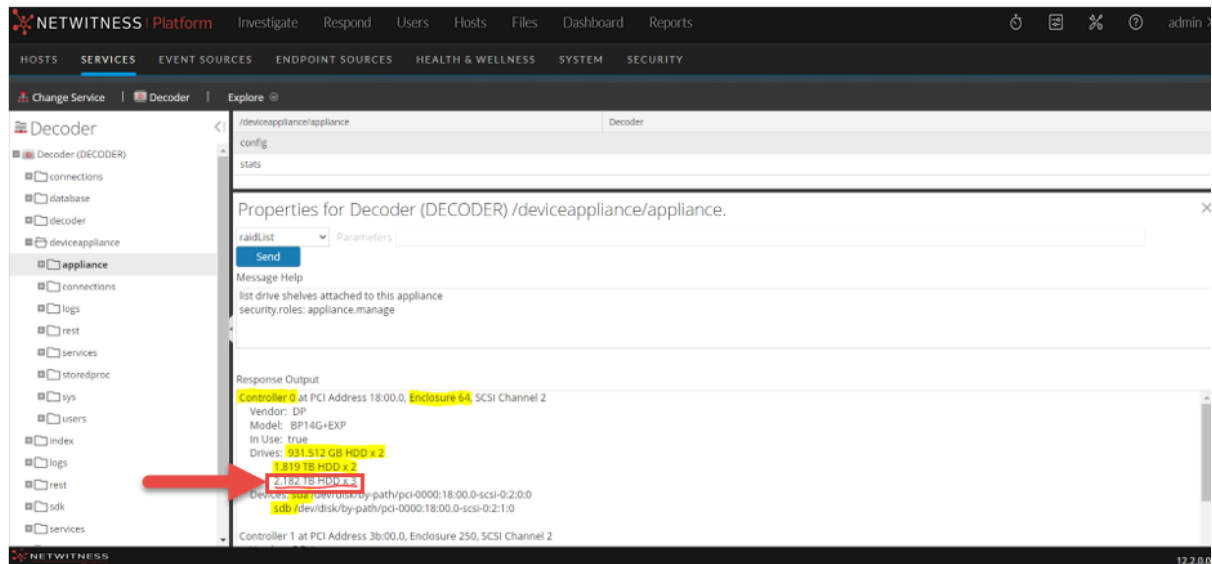 NETWITNESS | Platform Investigate Respond Users Hosts Files Dashboard Reports admin
HOSTS SERVICES EVENT SOURCES ENDPOINT SOURCES HEALTH & WELLNESS SYSTEM SECURITY
Change Service | Decoder | Explore
Decoder
Decoder (DECODER)
connections
database
decoder
deviceappliance
appliance
connections
logs
rest
services
storedproc
sys
users
index
logs
rest
sdk
services
/deviceappliance/appliance Decoder
config
stats
Properties for Decoder (DECODER) /deviceappliance/appliance.
raidList Parameters
Send
Message Help
list drive shelves attached to this appliance
security.roles: appliance.manage
Response Output
Controller 0 at PCI Address 18:00.0, Enclosure 64, SCSI Channel 2
Vendor: DP
Model: BP14G+EXP
In Use: true
Drives: 931.512 GB HDD x 2
1.819 TB HDD x 2
2.182 TB HDD x 3
Devices: sda /dev/disk/by-path/pci-0000:18:00.0-scsi-0:2:0:0
sdb /dev/disk/by-path/pci-0000:18:00.0-scsi-0:2:1:0
Controller 1 at PCI Address 3b:00.0, Enclosure 250, SCSI Channel 2
NETWITNESS 12.2.0.0